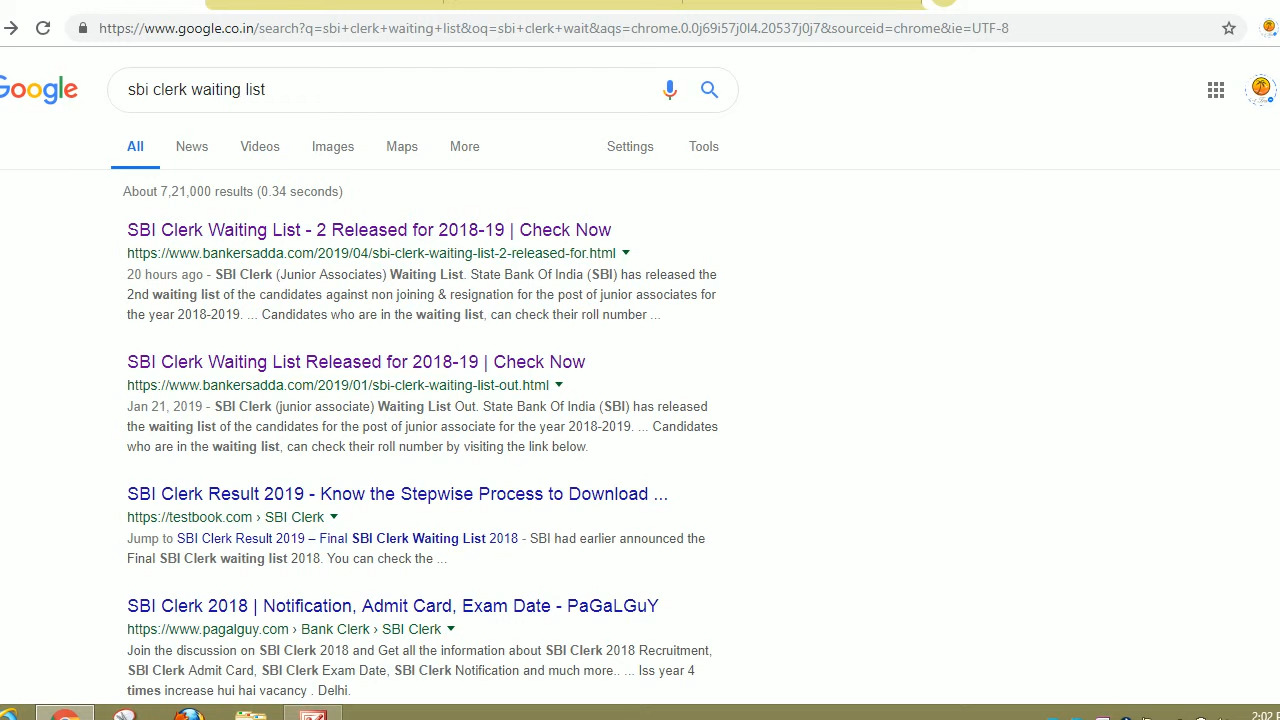 https://www.google.co.in/search?q=sbi+clerk+waiting+list&oq=sbi+clerk+wait&aqs=chrome.0.0j69i57j0l4.20537j0j7&sourceid=chrome&ie=UTF-8
Google
sbi clerk waiting list
All News Videos Images Maps More Settings Tools
About 7,21,000 results (0.34 seconds)
SBI Clerk Waiting List - 2 Released for 2018-19 | Check Now
https://www.bankersadda.com/2019/04/sbi-clerk-waiting-list-2-released-for.html
20 hours ago - SBI Clerk (Junior Associates) Waiting List. State Bank Of India (SBI) has released the
2nd waiting list of the candidates against non joining & resignation for the post of junior associates for
the year 2018-2019. ... Candidates who are in the waiting list, can check their roll number ...
SBI Clerk Waiting List Released for 2018-19 | Check Now
https://www.bankersadda.com/2019/01/sbi-clerk-waiting-list-out.html
Jan 21, 2019 - SBI Clerk (junior associate) Waiting List Out. State Bank Of India (SBI) has released
the waiting list of the candidates for the post of junior associate for the year 2018-2019. ... Candidates
who are in the waiting list, can check their roll number by visiting the link below.
SBI Clerk Result 2019 - Know the Stepwise Process to Download ...
https://testbook.com › SBI Clerk
Jump to SBI Clerk Result 2019 – Final SBI Clerk Waiting List 2018 - SBI had earlier announced the
Final SBI Clerk waiting list 2018. You can check the ...
SBI Clerk 2018 | Notification, Admit Card, Exam Date - PaGaLGuY
https://www.pagalguy.com › Bank Clerk › SBI Clerk
Join the discussion on SBI Clerk 2018 and Get all the information about SBI Clerk 2018 Recruitment,
SBI Clerk Admit Card, SBI Clerk Exam Date, SBI Clerk Notification and much more.. ... Iss year 4
times increase hui hai vacancy . Delhi.
2:02